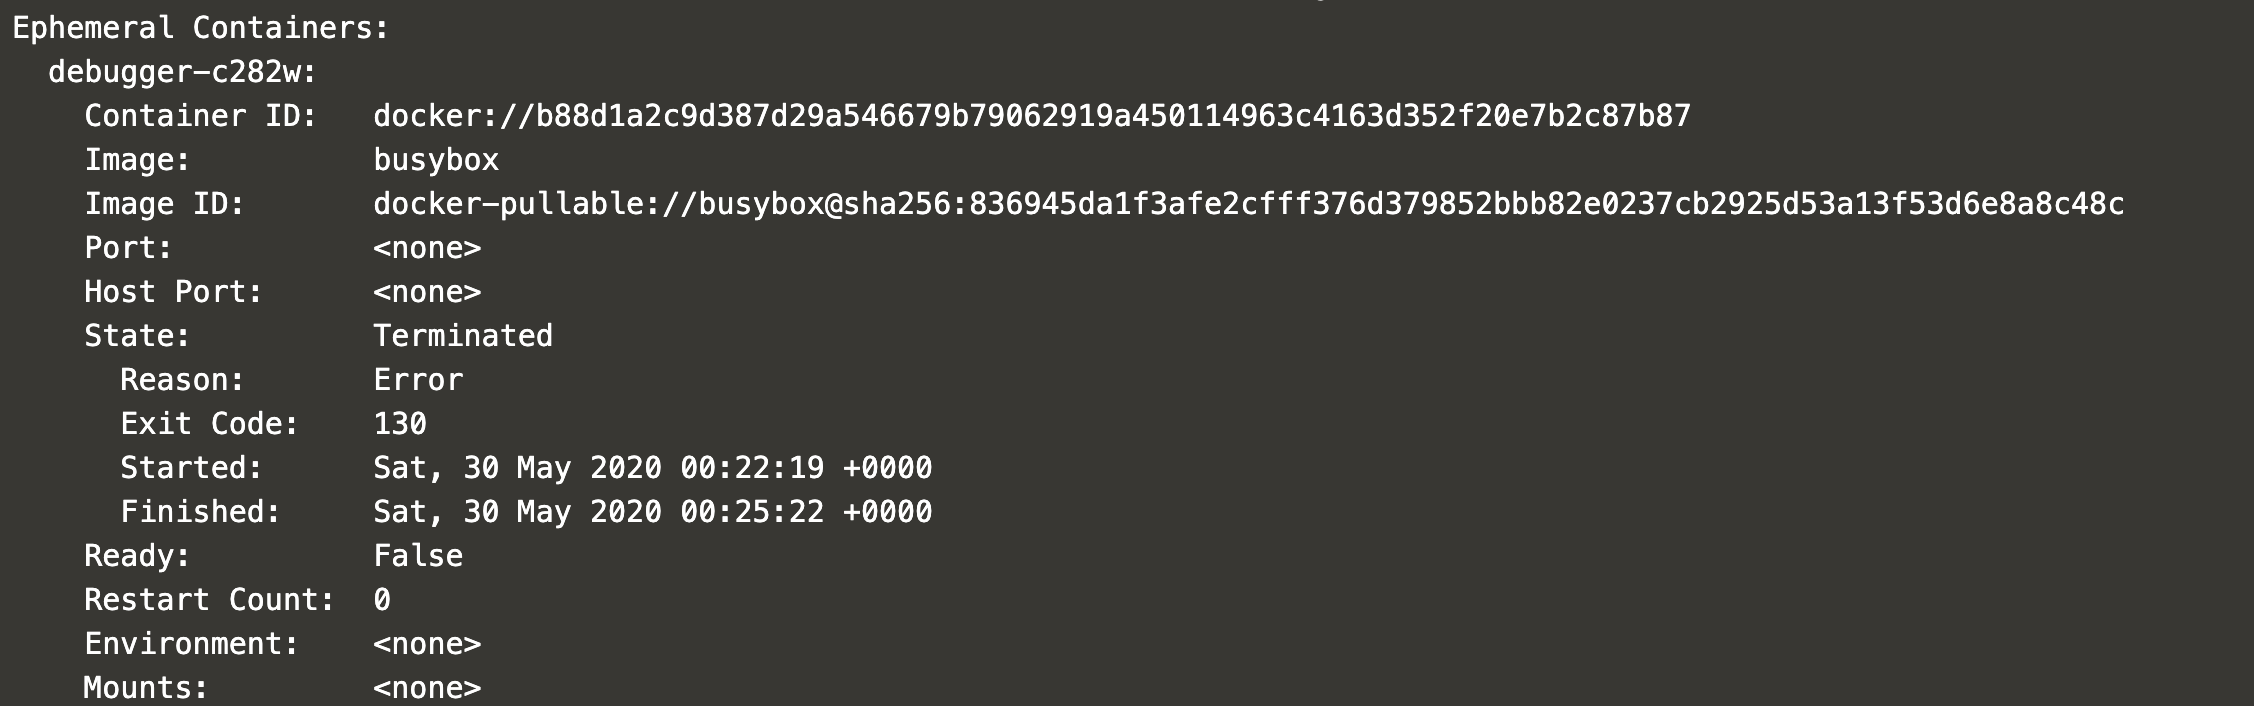 Ephemeral Containers:
  debugger-c282w:
    Container ID:   docker://b88d1a2c9d387d29a546679b79062919a450114963c4163d352f20e7b2c87b87
    Image:          busybox
    Image ID:       docker-pullable://busybox@sha256:836945da1f3afe2cfff376d379852bbb82e0237cb2925d53a13f53d6e8a8c48c
    Port:           <none>
    Host Port:      <none>
    State:          Terminated
      Reason:       Error
      Exit Code:    130
      Started:      Sat, 30 May 2020 00:22:19 +0000
      Finished:     Sat, 30 May 2020 00:25:22 +0000
    Ready:          False
    Restart Count:  0
    Environment:    <none>
    Mounts:         <none>